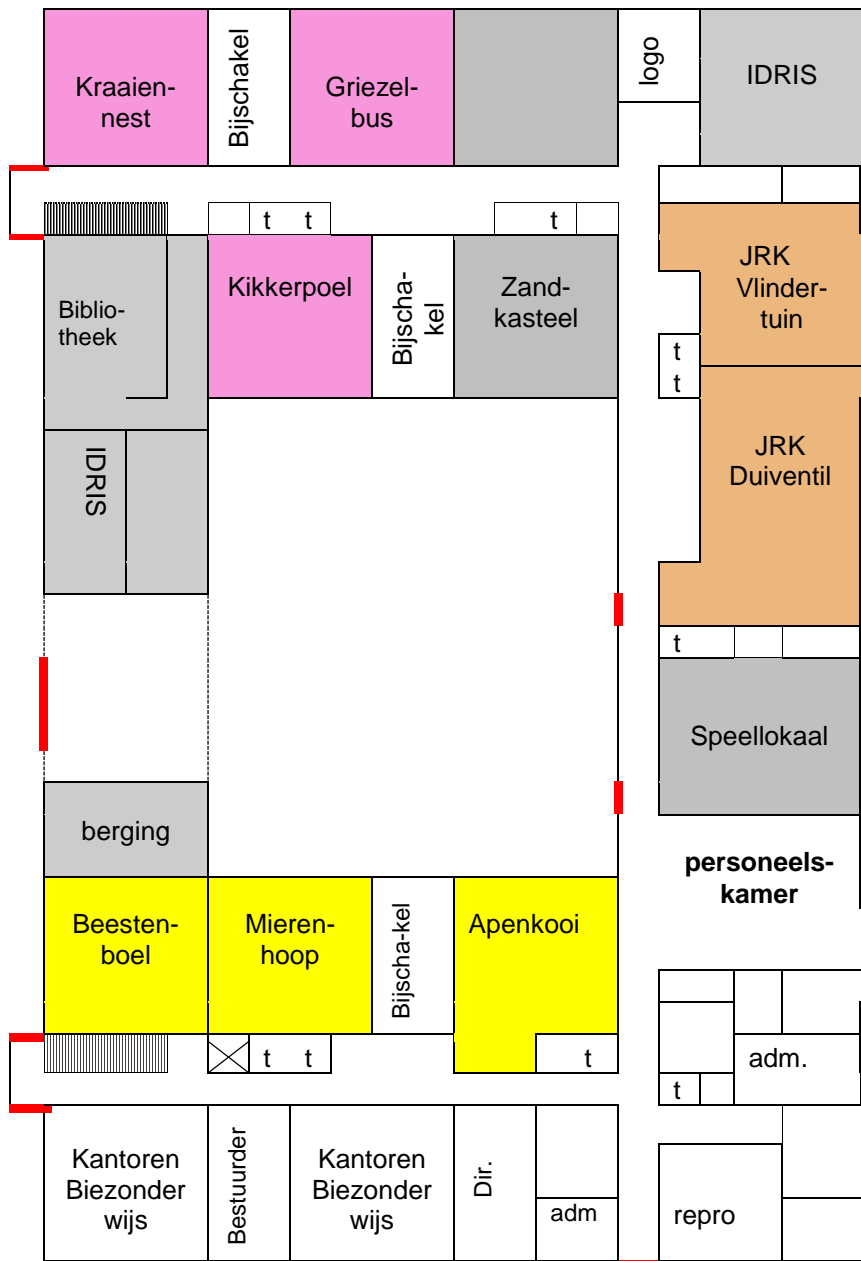 Kraaien-
nest
Bijschakel
Griezel-
bus
logo
IDRIS
t t
t
Biblio-
theek
Kikkerpoel
Bijscha-
kel
Zand-
kasteel
JRK
Vlinder-
tuin
t
t
IDRIS
JRK
Duiventil
t
Speellokaal
berging
personeels-
kamer
Beesten-
boel
Mieren-
hoop
Bijscha-kel
Apenkooi
t t
t
adm.
t
Kantoren
Biezonder
wijs
Bestuurder
Kantoren
Biezonder
wijs
Dir.
adm
repro